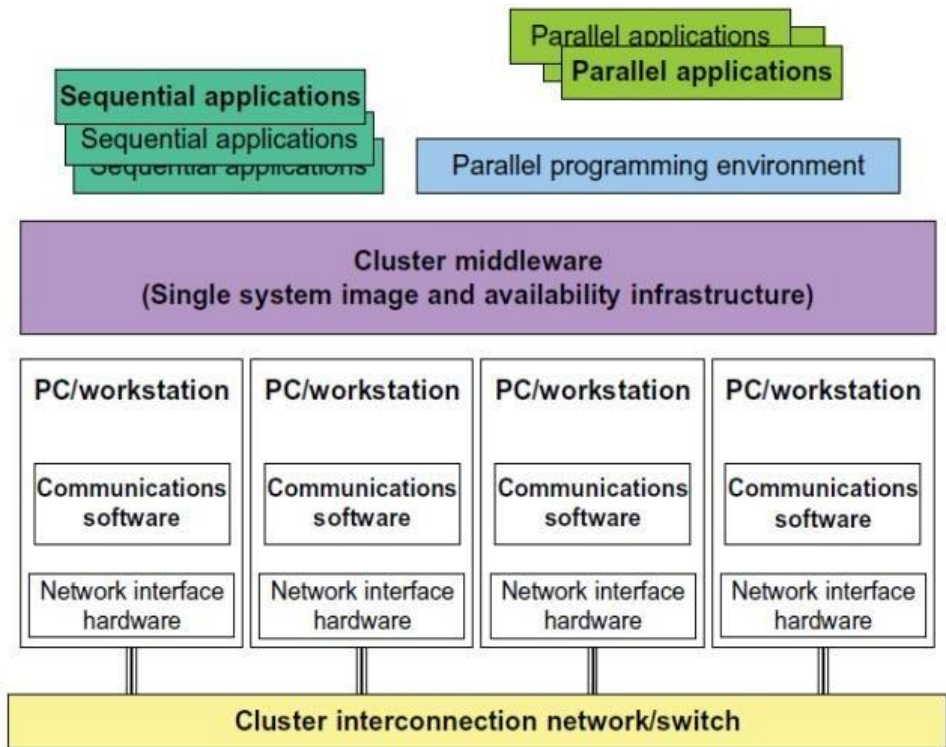 Parallel applications
Parallel applications
Sequential applications
Sequential applications
Sequential applications
Parallel programming environment
Cluster middleware
(Single system image and availability infrastructure)
PC/workstation
Communications
software
Network interface
hardware
PC/workstation
Communications
software
Network interface
hardware
PC/workstation
Communications
software
Network interface
hardware
PC/workstation
Communications
software
Network interface
hardware
Cluster interconnection network/switch